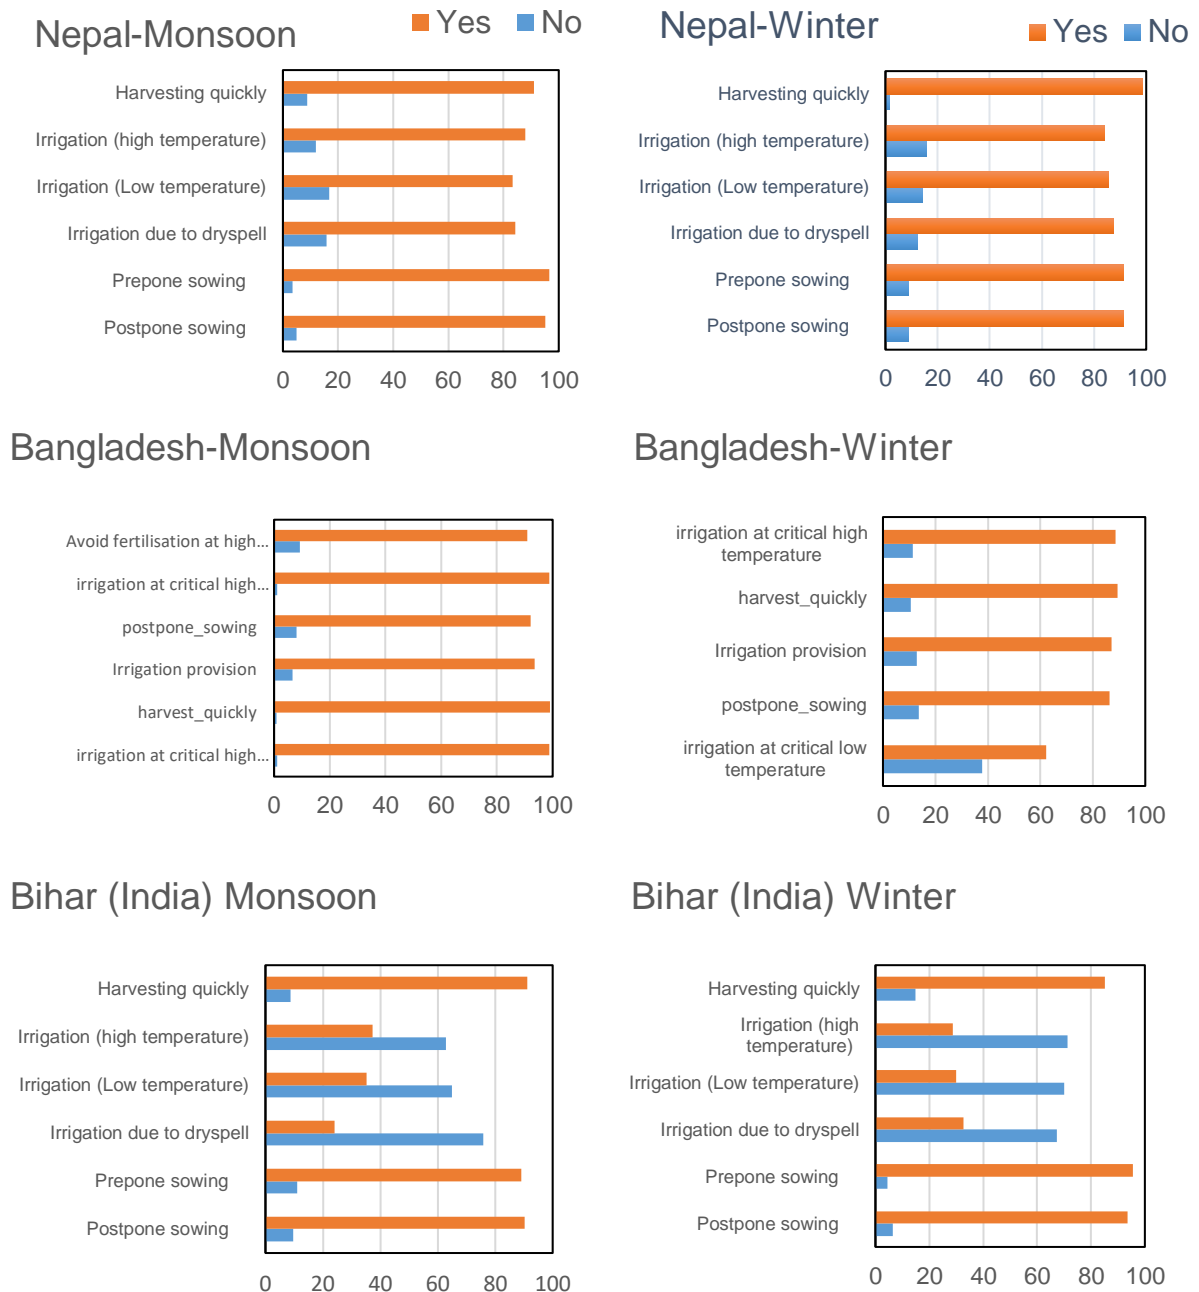 Nepal-Monsoon
Yes No
Harvesting quickly
Irrigation (high temperature)
Irrigation (Low temperature)
Irrigation due to dryspell
Prepone sowing
Postpone sowing
0 20 40 60 80 100
Nepal-Winter
Yes No
Harvesting quickly
Irrigation (high temperature)
Irrigation (Low temperature)
Irrigation due to dryspell
Prepone sowing
Postpone sowing
0 20 40 60 80 100
Bangladesh-Monsoon
Avoid fertilisation at high...
irrigation at critical high...
postpone_sowing
Irrigation provision
harvest_quickly
irrigation at critical high...
0 20 40 60 80 100
Bangladesh-Winter
irrigation at critical high
temperature
harvest_quickly
Irrigation provision
postpone_sowing
irrigation at critical low
temperature
0 20 40 60 80 100
Bihar (India) Monsoon
Harvesting quickly
Irrigation (high temperature)
Irrigation (Low temperature)
Irrigation due to dryspell
Prepone sowing
Postpone sowing
0 20 40 60 80 100
Bihar (India) Winter
Harvesting quickly
Irrigation (high
temperature)
Irrigation (Low temperature)
Irrigation due to dryspell
Prepone sowing
Postpone sowing
0 20 40 60 80 100